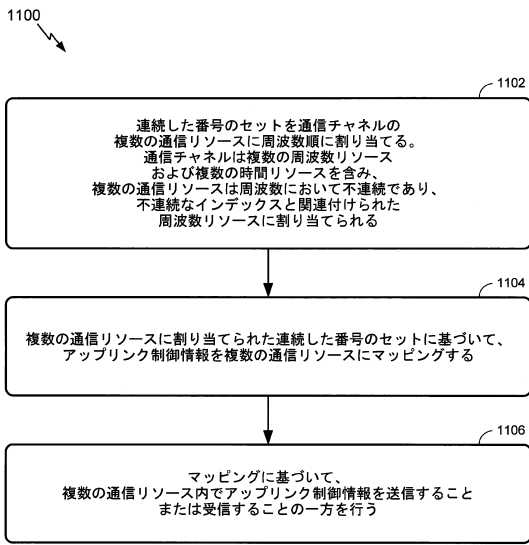 1100
1102
連続した番号のセットを通信チャネルの
複数の通信リソースに周波数順に割り当てる。
通信チャネルは複数の周波数リソース
および複数の時間リソースを含み、
複数の通信リソースは周波数において不連続であり、
不連続なインデックスと関連付けられた
周波数リソースに割り当てられる
1104
複数の通信リソースに割り当てられた連続した番号のセットに基づいて、
アップリンク制御情報を複数の通信リソースにマッピングする
1106
マッピングに基づいて、
複数の通信リソース内でアップリンク制御情報を送信すること
または受信することの一方を行う